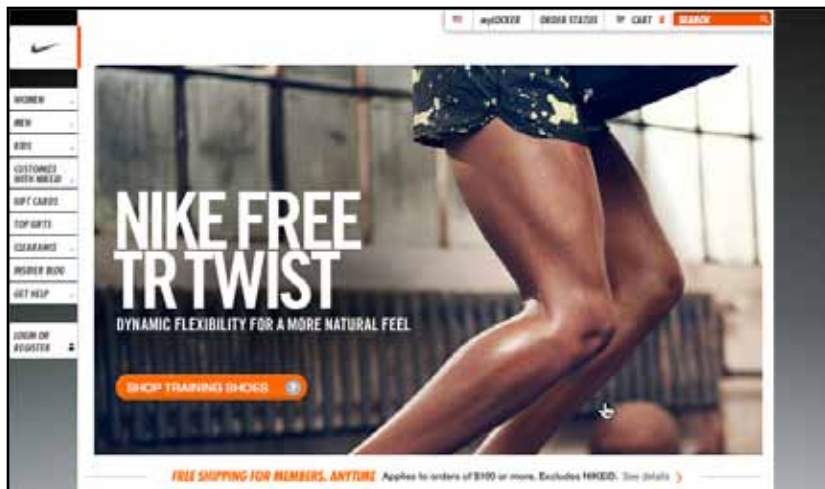 myLOCKER ORDER STATUS CART SEARCH
WOMEN
MEN
KIDS
CUSTOMIZE
WITH NIKEiD
GIFT CARDS
TOP GIFTS
CLEARANCE
INSIDER BLOG
GET HELP
LOGIN OR
REGISTER
NIKE FREE
TR TWIST
DYNAMIC FLEXIBILITY FOR A MORE NATURAL FEEL
SHOP TRAINING SHOES
FREE SHIPPING FOR MEMBERS, ANYTIME Applies to orders of $100 or more. Excludes NIKEiD. See details